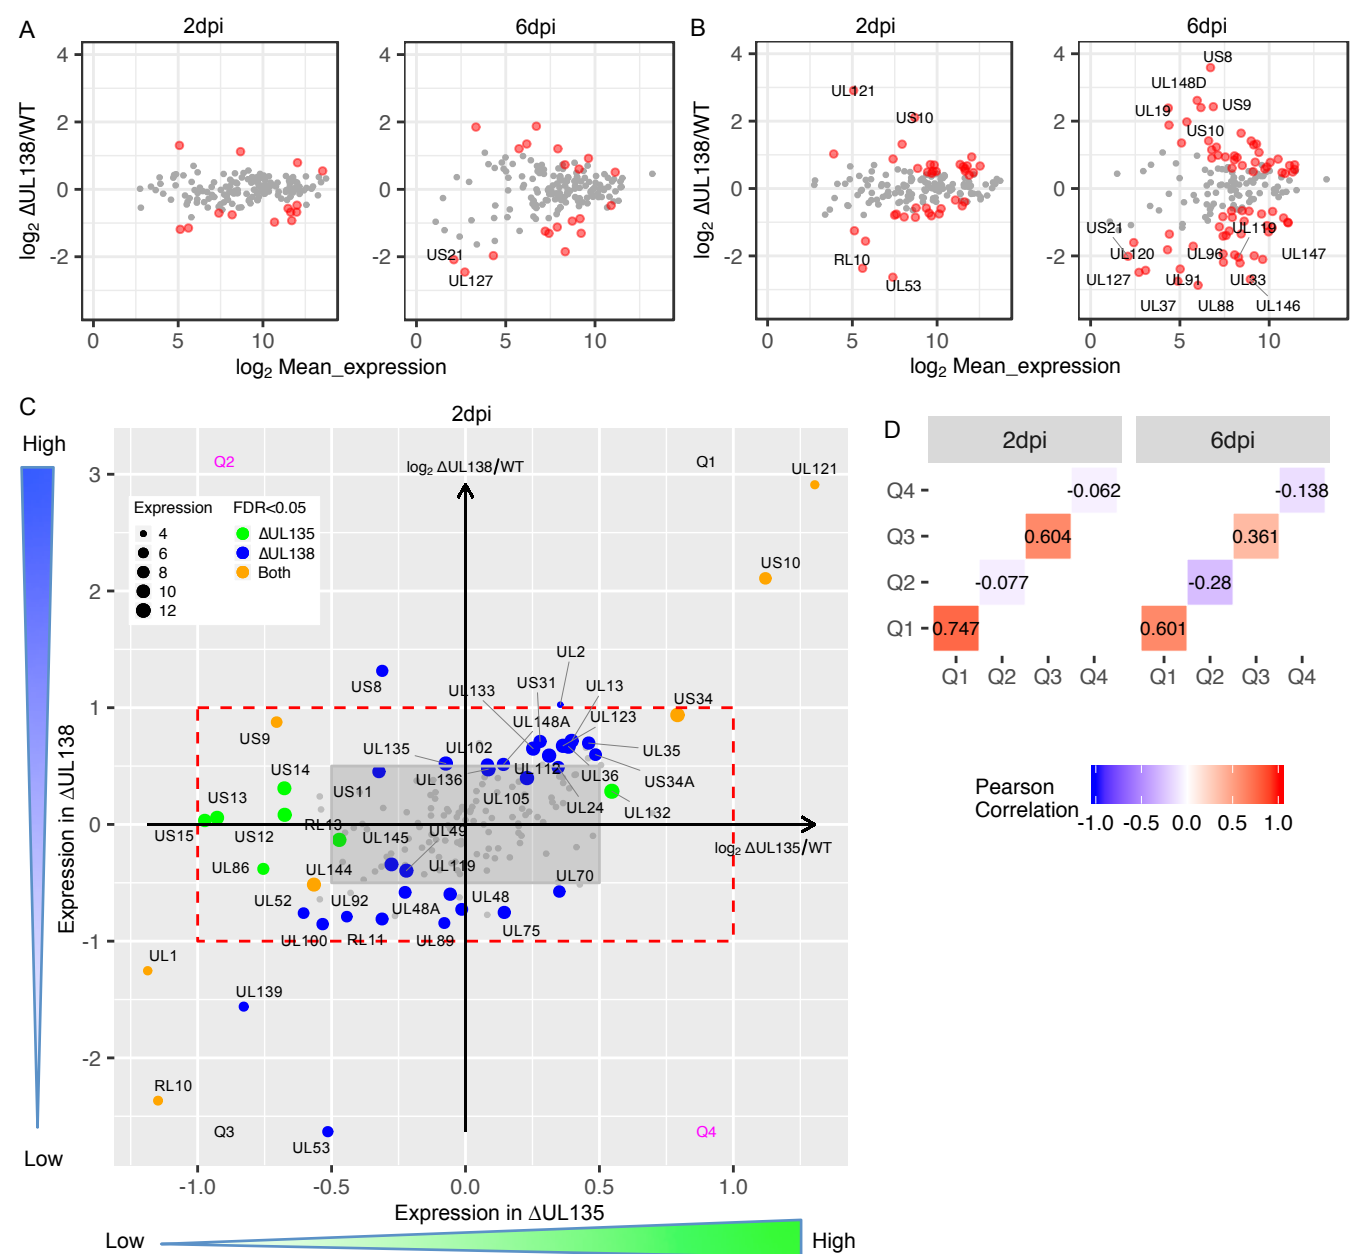 A
B
2dpi
6dpi
2dpi
6dpi
log2 ΔUL138/WT
4
2
0
-2
US21
UL127
0
5
10
0
5
10
log2 Mean_expression
log2 ΔUL138/WT
4
2
0
-2
UL121
US10
RL10
UL53
4
2
0
-2
US8
UL148D
UL19
US9
US10
US21
UL119
UL120
UL96
UL147
UL127
UL91
UL33
UL37
UL88
UL146
0
5
10
0
5
10
log2 Mean_expression
C
2dpi
High
Low
Expression in ΔUL138
Q2
log2 ΔUL138/WT
Q1
UL121
Expression
FDR<0.05
4
6
8
10
12
ΔUL135
ΔUL138
Both
US10
UL2
US8
UL133
US31
UL13
US34
UL148A
UL123
US9
UL135
UL102
UL35
US14
UL136
UL112
UL36
US34A
US13
US11
UL105
UL24
UL132
US15
US12
RL13
UL145
UL49
log2 ΔUL135/WT
UL86
UL144
UL119
UL70
UL52
UL92
UL48A
UL48
UL100
RL11
UL89
UL75
UL1
UL139
RL10
Q3
UL53
Q4
3
2
1
0
-1
-2
-1.0
-0.5
0.0
0.5
1.0
Expression in ΔUL135
Low
High
D
2dpi
6dpi
Q4
-0.062
-0.138
Q3
0.604
0.361
Q2
-0.077
-0.28
Q1
0.747
0.601
Q1
Q2
Q3
Q4
Q1
Q2
Q3
Q4
Pearson
Correlation
-1.0
-0.5
0.0
0.5
1.0